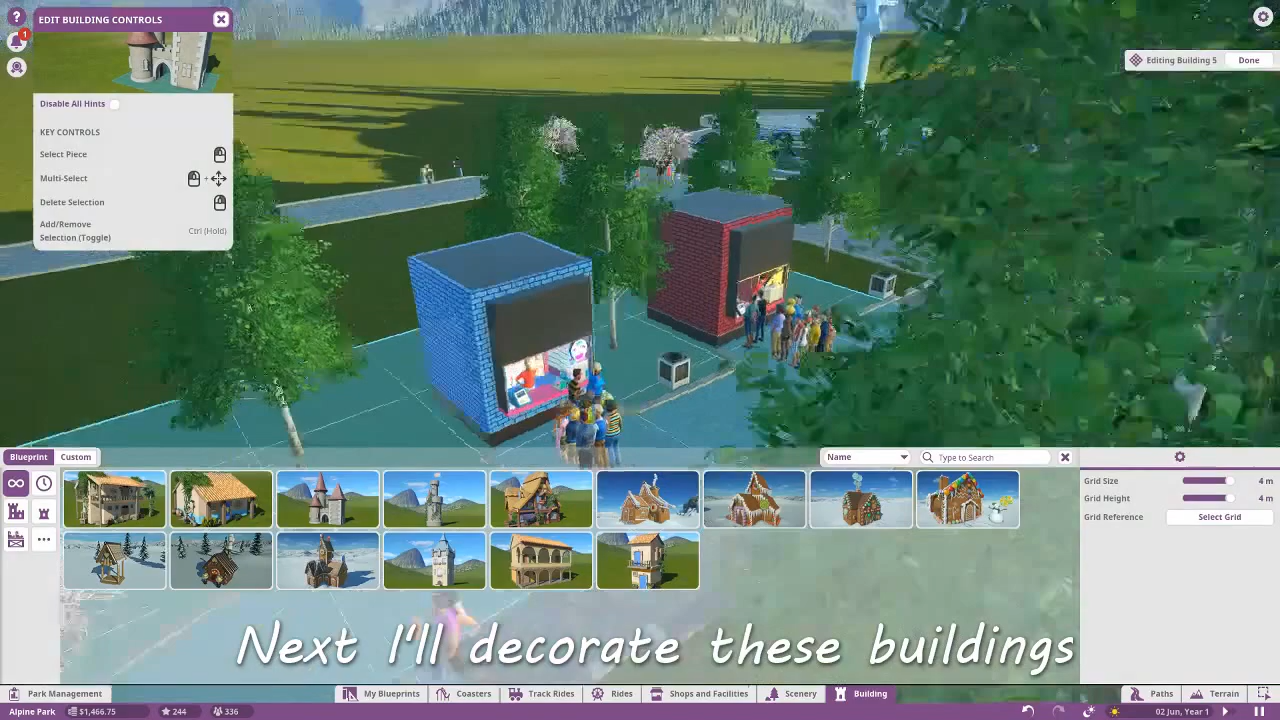 ?
EDIT BUILDING CONTROLS
1
Editing Building 5
Done
Disable All Hints
KEY CONTROLS
Select Piece
Multi-Select
+
Delete Selection
Add/Remove
Selection (Toggle)
Ctrl (Hold)
Blueprint
Custom
Name
Type to Search
Grid Size
4 m
Grid Height
4 m
Grid Reference
Select Grid
Next I'll decorate these buildings
Park Management
My Blueprints
Coasters
Track Rides
Rides
Shops and Facilities
Scenery
Building
Paths
Terrain
Alpine Park
$1,466.75
244
336
02 Jun, Year 1